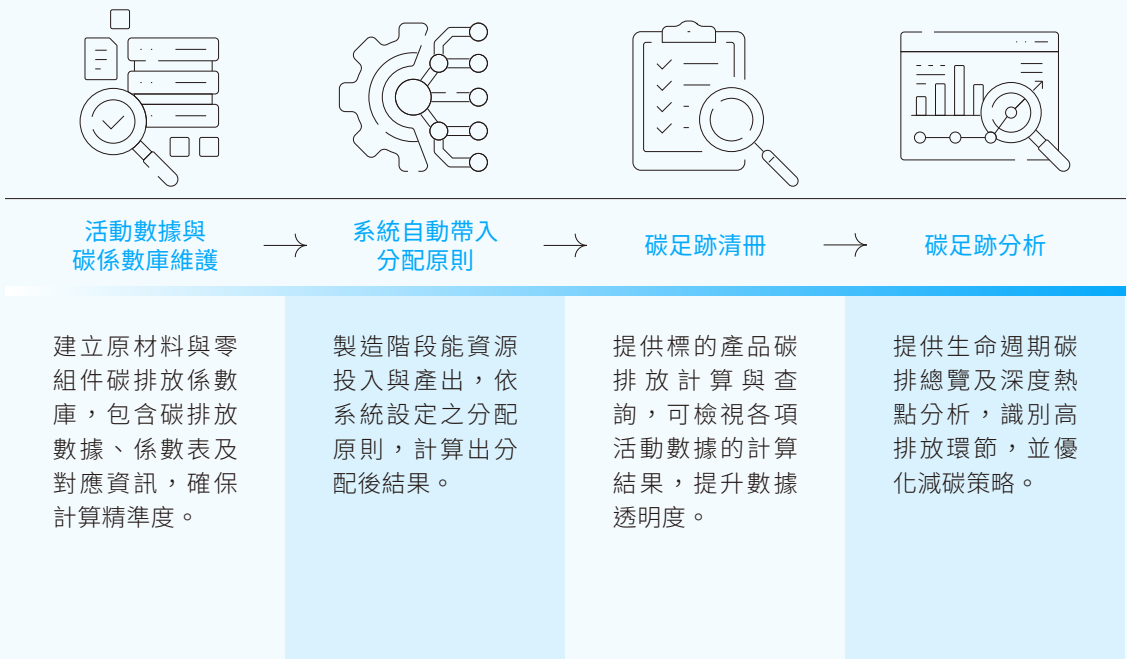 活動數據與
碳係數庫維護
系統自動帶入
分配原則
碳足跡清冊
碳足跡分析
建立原材料與零
組件碳排放係數
庫，包含碳排放
數據、係數表及
對應資訊，確保
計算精準度。
製造階段能資源
投入與產出，依
系統設定之分配
原則，計算出分
配後結果。
提供標的產品碳
排放計算與查
詢，可檢視各項
活動數據的計算
結果，提升數據
透明度。
提供生命週期碳
排總覽及深度熱
點分析，識別高
排放環節，並優
化減碳策略。